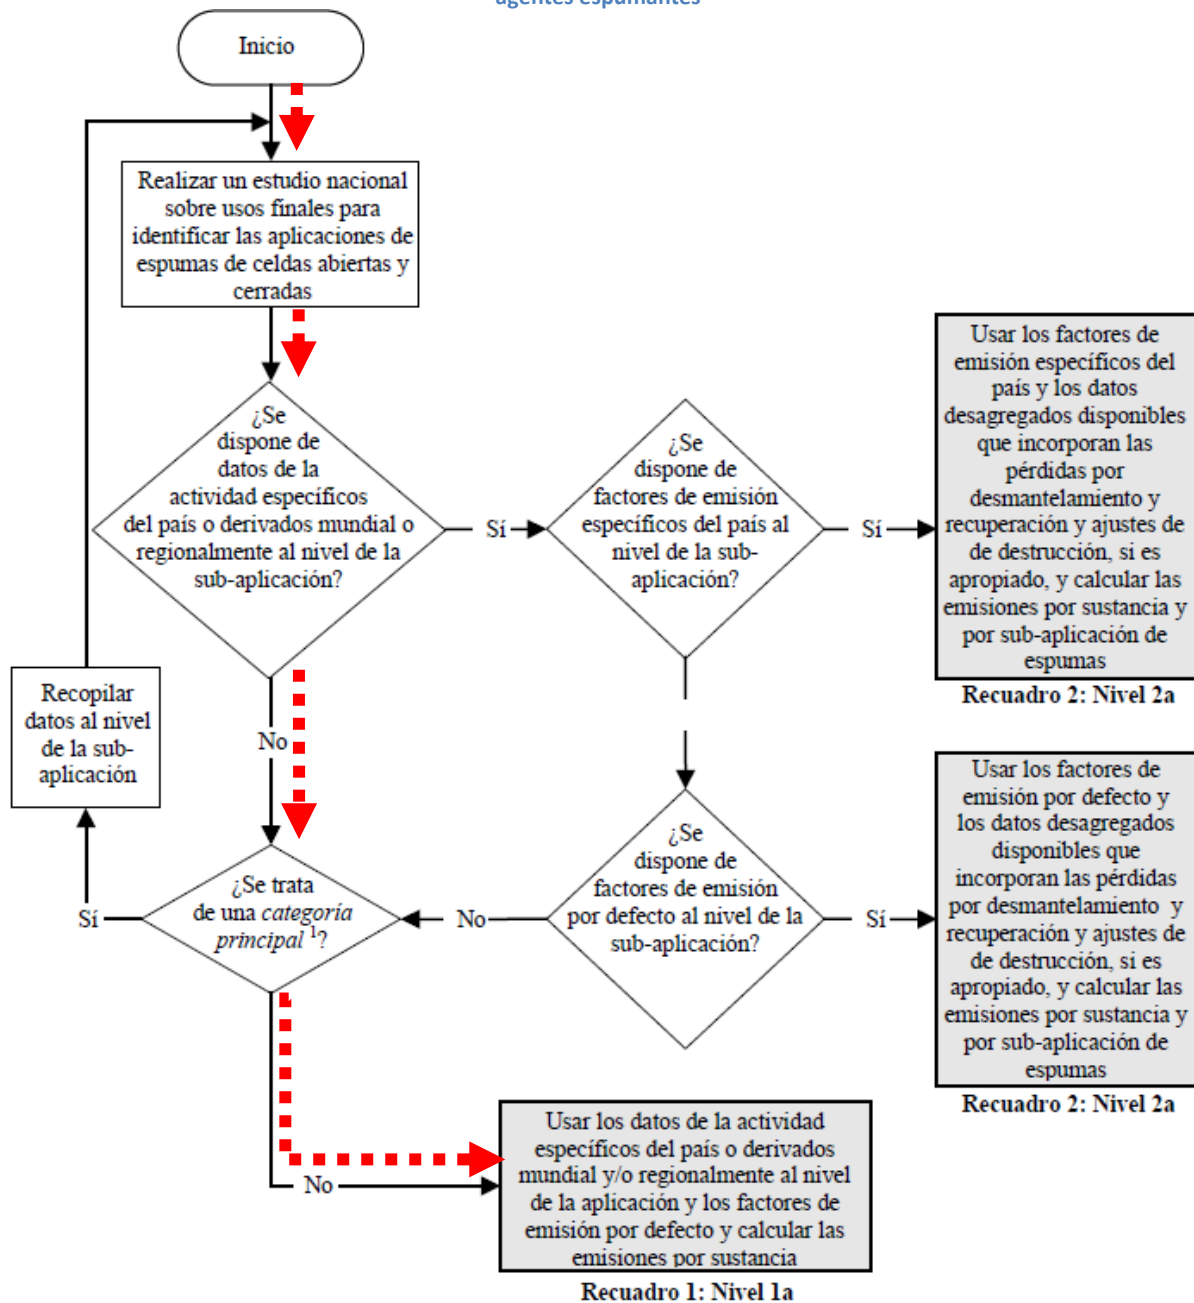 agentes espumantes
Inicio
Realizar un estudio nacional
sobre usos finales para
identificar las aplicaciones de
espumas de celdas abiertas y
cerradas
¿Se
dispone de
datos de la
actividad específicos
del país o derivados mundial o
regionalmente al nivel de la
sub-aplicación?
Sí
¿Se
dispone de
factores de emisión
específicos del país al
nivel de la sub-
aplicación?
Sí
Usar los factores de
emisión específicos del
país y los datos
desagregados disponibles
que incorporan las
pérdidas por
desmantelamiento y
recuperación y ajustes de
de destrucción, si es
apropiado, y calcular las
emisiones por sustancia y
por sub-aplicación de
espumas
Recuadro 2: Nivel 2a
Recopilar
datos al nivel
de la sub-
aplicación
No
Sí
¿Se trata
de una categoría
principal 1?
No
¿Se
dispone de
factores de emisión
por defecto al nivel de la
sub-aplicación?
Sí
Usar los factores de
emisión por defecto y
los datos desagregados
disponibles que
incorporan las pérdidas
por desmantelamiento y
recuperación y ajustes de
de destrucción, si es
apropiado, y calcular las
emisiones por sustancia y
por sub-aplicación de
espumas
Recuadro 2: Nivel 2a
No
Usar los datos de la actividad
específicos del país o derivados
mundial y/o regionalmente al nivel
de la aplicación y los factores de
emisión por defecto y calcular las
emisiones por sustancia
Recuadro 1: Nivel 1a